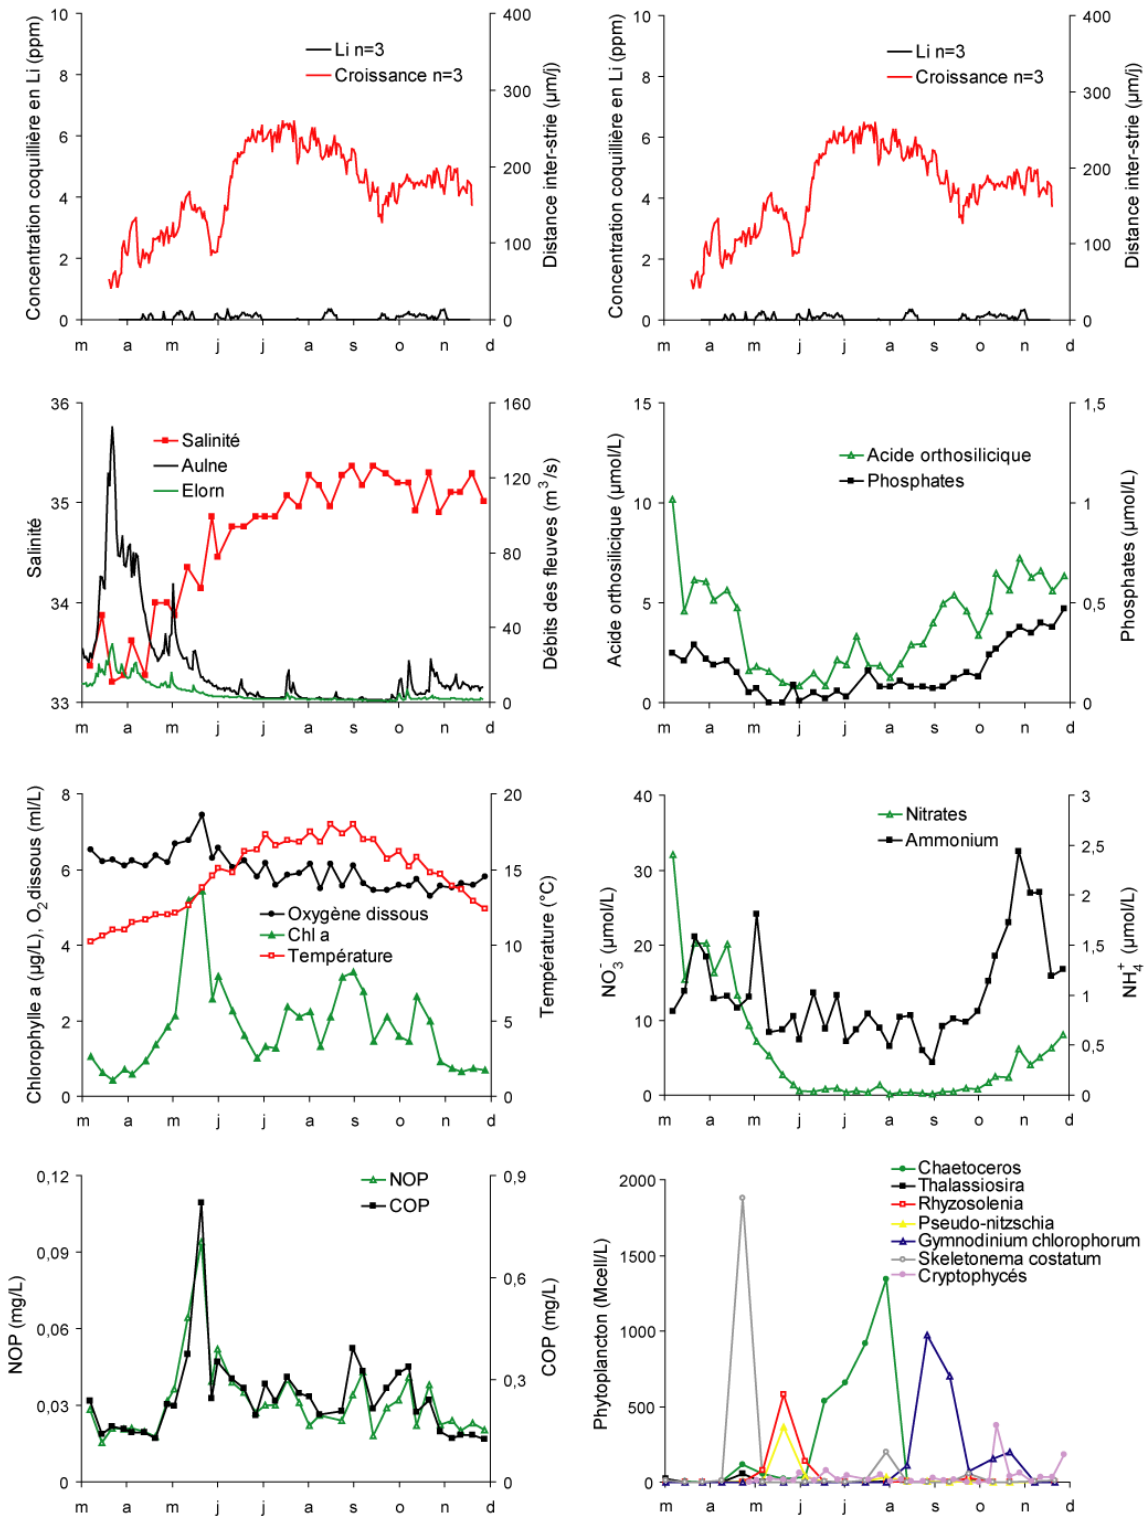 Concentration coquillière en Li (ppm)
10
8
6
4
2
0
Li n=3
Croissance n=3
400
300
200
100
0
Distance inter-strie (µm/j)
m a m j j a s o n d
Concentration coquillière en Li (ppm)
10
8
6
4
2
0
Li n=3
Croissance n=3
400
300
200
100
0
Distance inter-strie (µm/j)
m a m j j a s o n d
Salinité
36
35
34
33
Salinité
Aulne
Elorn
160
120
80
40
0
Débits des fleuves (m³/s)
m a m j j a s o n d
Acide orthosilicique (µmol/L)
15
10
5
0
Acide orthosilicique
Phosphates
1,5
1
0,5
0
Phosphates (µmol/L)
m a m j j a s o n d
Chlorophylle a (µg/L), O₂ dissous (ml/L)
8
6
4
2
0
Oxygène dissous
Chl a
Température
20
15
10
5
0
Température (°C)
m a m j j a s o n d
NO₃⁻ (µmol/L)
40
30
20
10
0
Nitrates
Ammonium
3
2,5
2
1,5
1
0,5
0
NH₄⁺ (µmol/L)
m a m j j a s o n d
NOP (mg/L)
0,12
0,09
0,06
0,03
0
NOP
COP
0,9
0,6
0,3
0
COP (mg/L)
m a m j j a s o n d
Phytoplancton (Mcell/L)
2000
1500
1000
500
0
Chaetoceros
Thalassiosira
Rhyzosolenia
Pseudo-nitzschia
Gymnodinium chlorophorum
Skeletonema costatum
Cryptophycés
m a m j j a s o n d